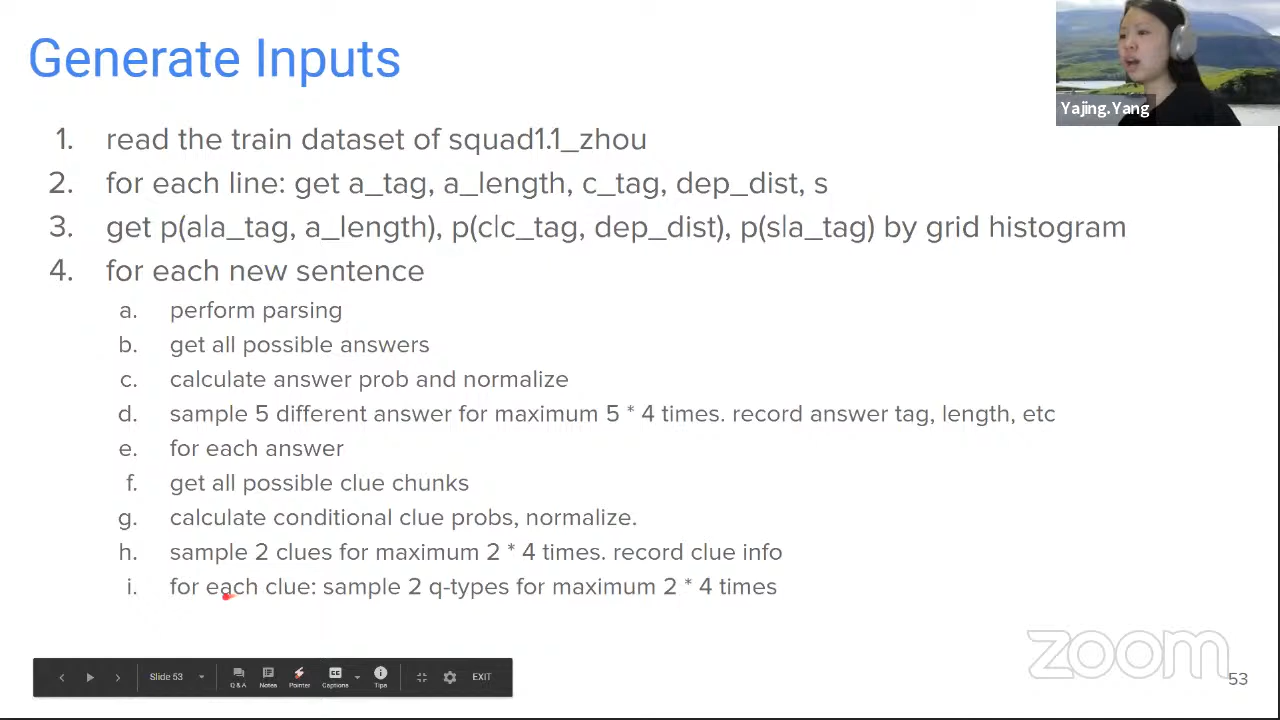 Generate Inputs
Yajing.Yang
1. read the train dataset of squad1.1_zhou
2. for each line: get a_tag, a_length, c_tag, dep_dist, s
3. get p(a|a_tag, a_length), p(c|c_tag, dep_dist), p(s|a_tag) by grid histogram
4. for each new sentence
a. perform parsing
b. get all possible answers
c. calculate answer prob and normalize
d. sample 5 different answer for maximum 5 * 4 times. record answer tag, length, etc
e. for each answer
f. get all possible clue chunks
g. calculate conditional clue probs, normalize.
h. sample 2 clues for maximum 2 * 4 times. record clue info
i. for each clue: sample 2 q-types for maximum 2 * 4 times
zoom
Slide 53
Q & A Notes Pointer CC Captions Tips EXIT
53